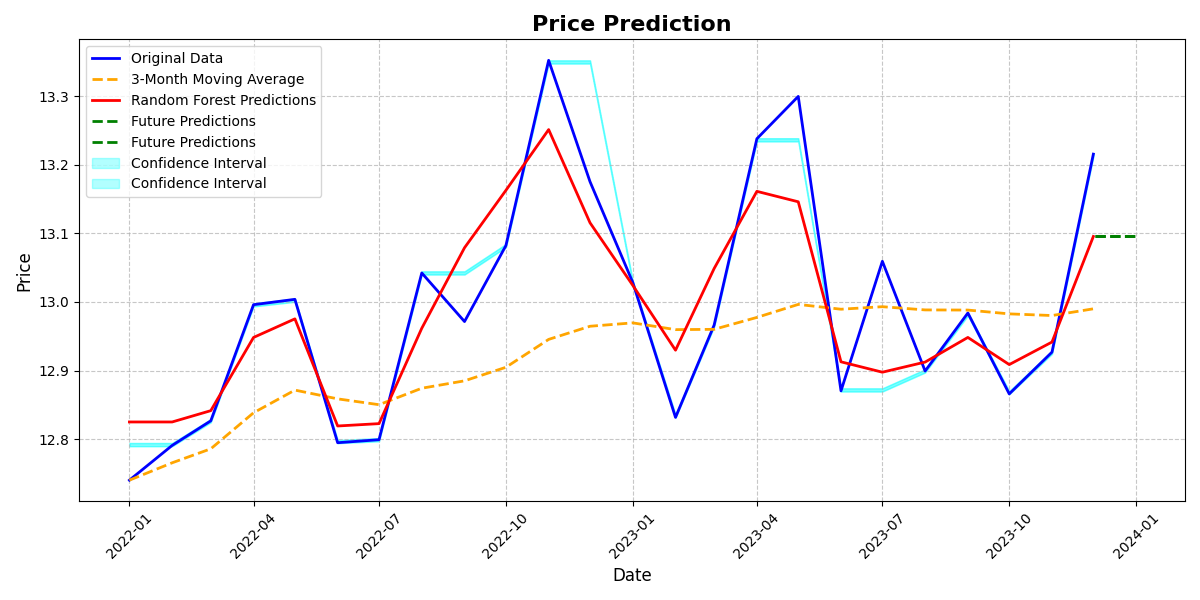 Price Prediction
Original Data
3-Month Moving Average
Random Forest Predictions
Future Predictions
Future Predictions
Confidence Interval
Confidence Interval
Price
13.3
13.2
13.1
13.0
12.9
12.8
2022-01
2022-04
2022-07
2022-10
2023-01
2023-04
2023-07
2023-10
2024-01
Date